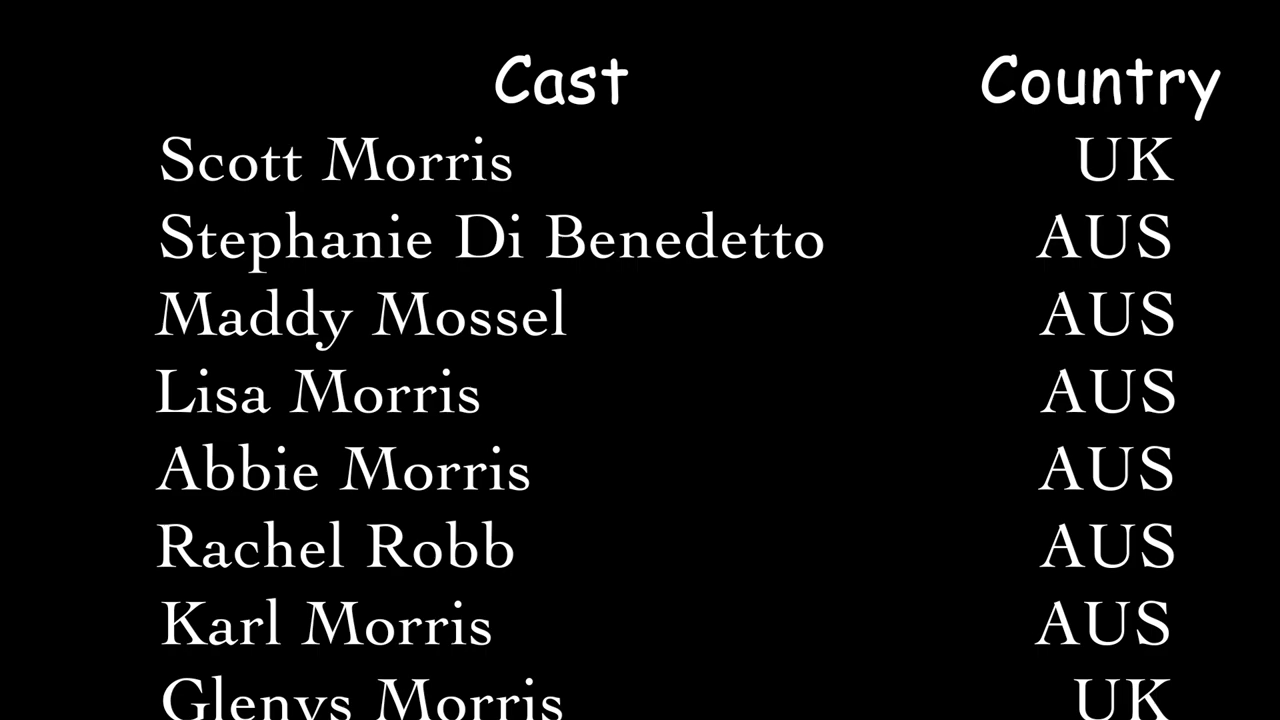 Cast Country
Scott Morris UK
Stephanie Di Benedetto AUS
Maddy Mossel AUS
Lisa Morris AUS
Abbie Morris AUS
Rachel Robb AUS
Karl Morris AUS
Glenys Morris UK